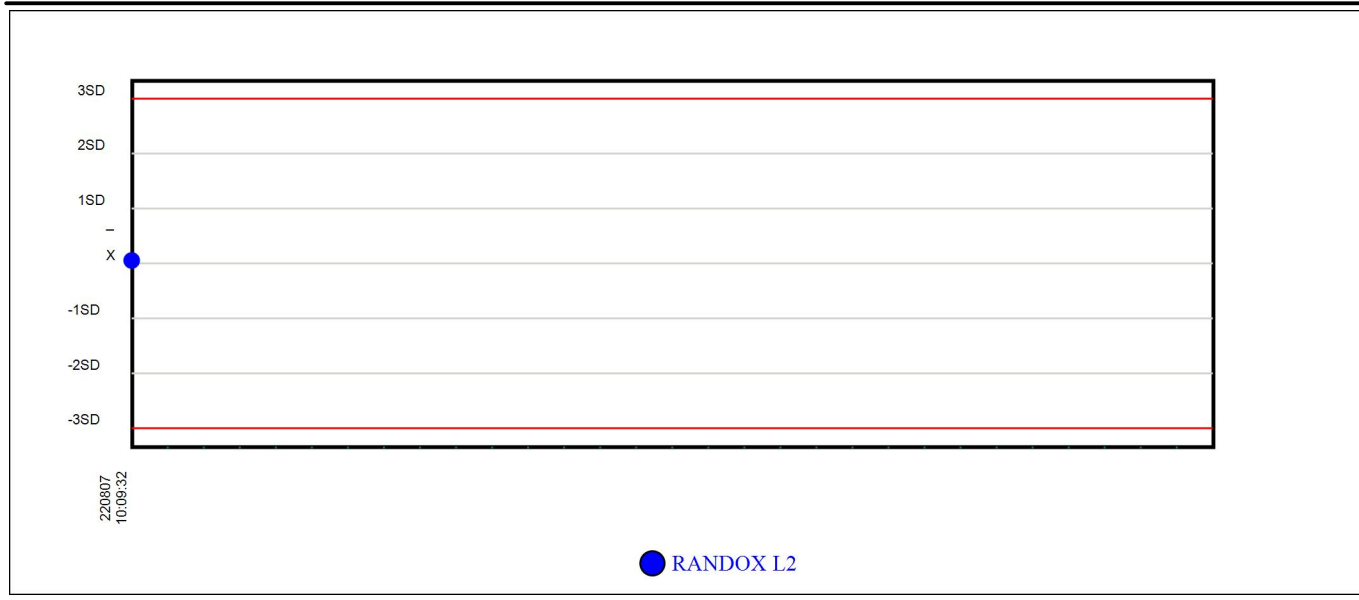 3SD
2SD
1SD
–
X
-1SD
-2SD
-3SD
220807
10:09:32
RANDOX L2